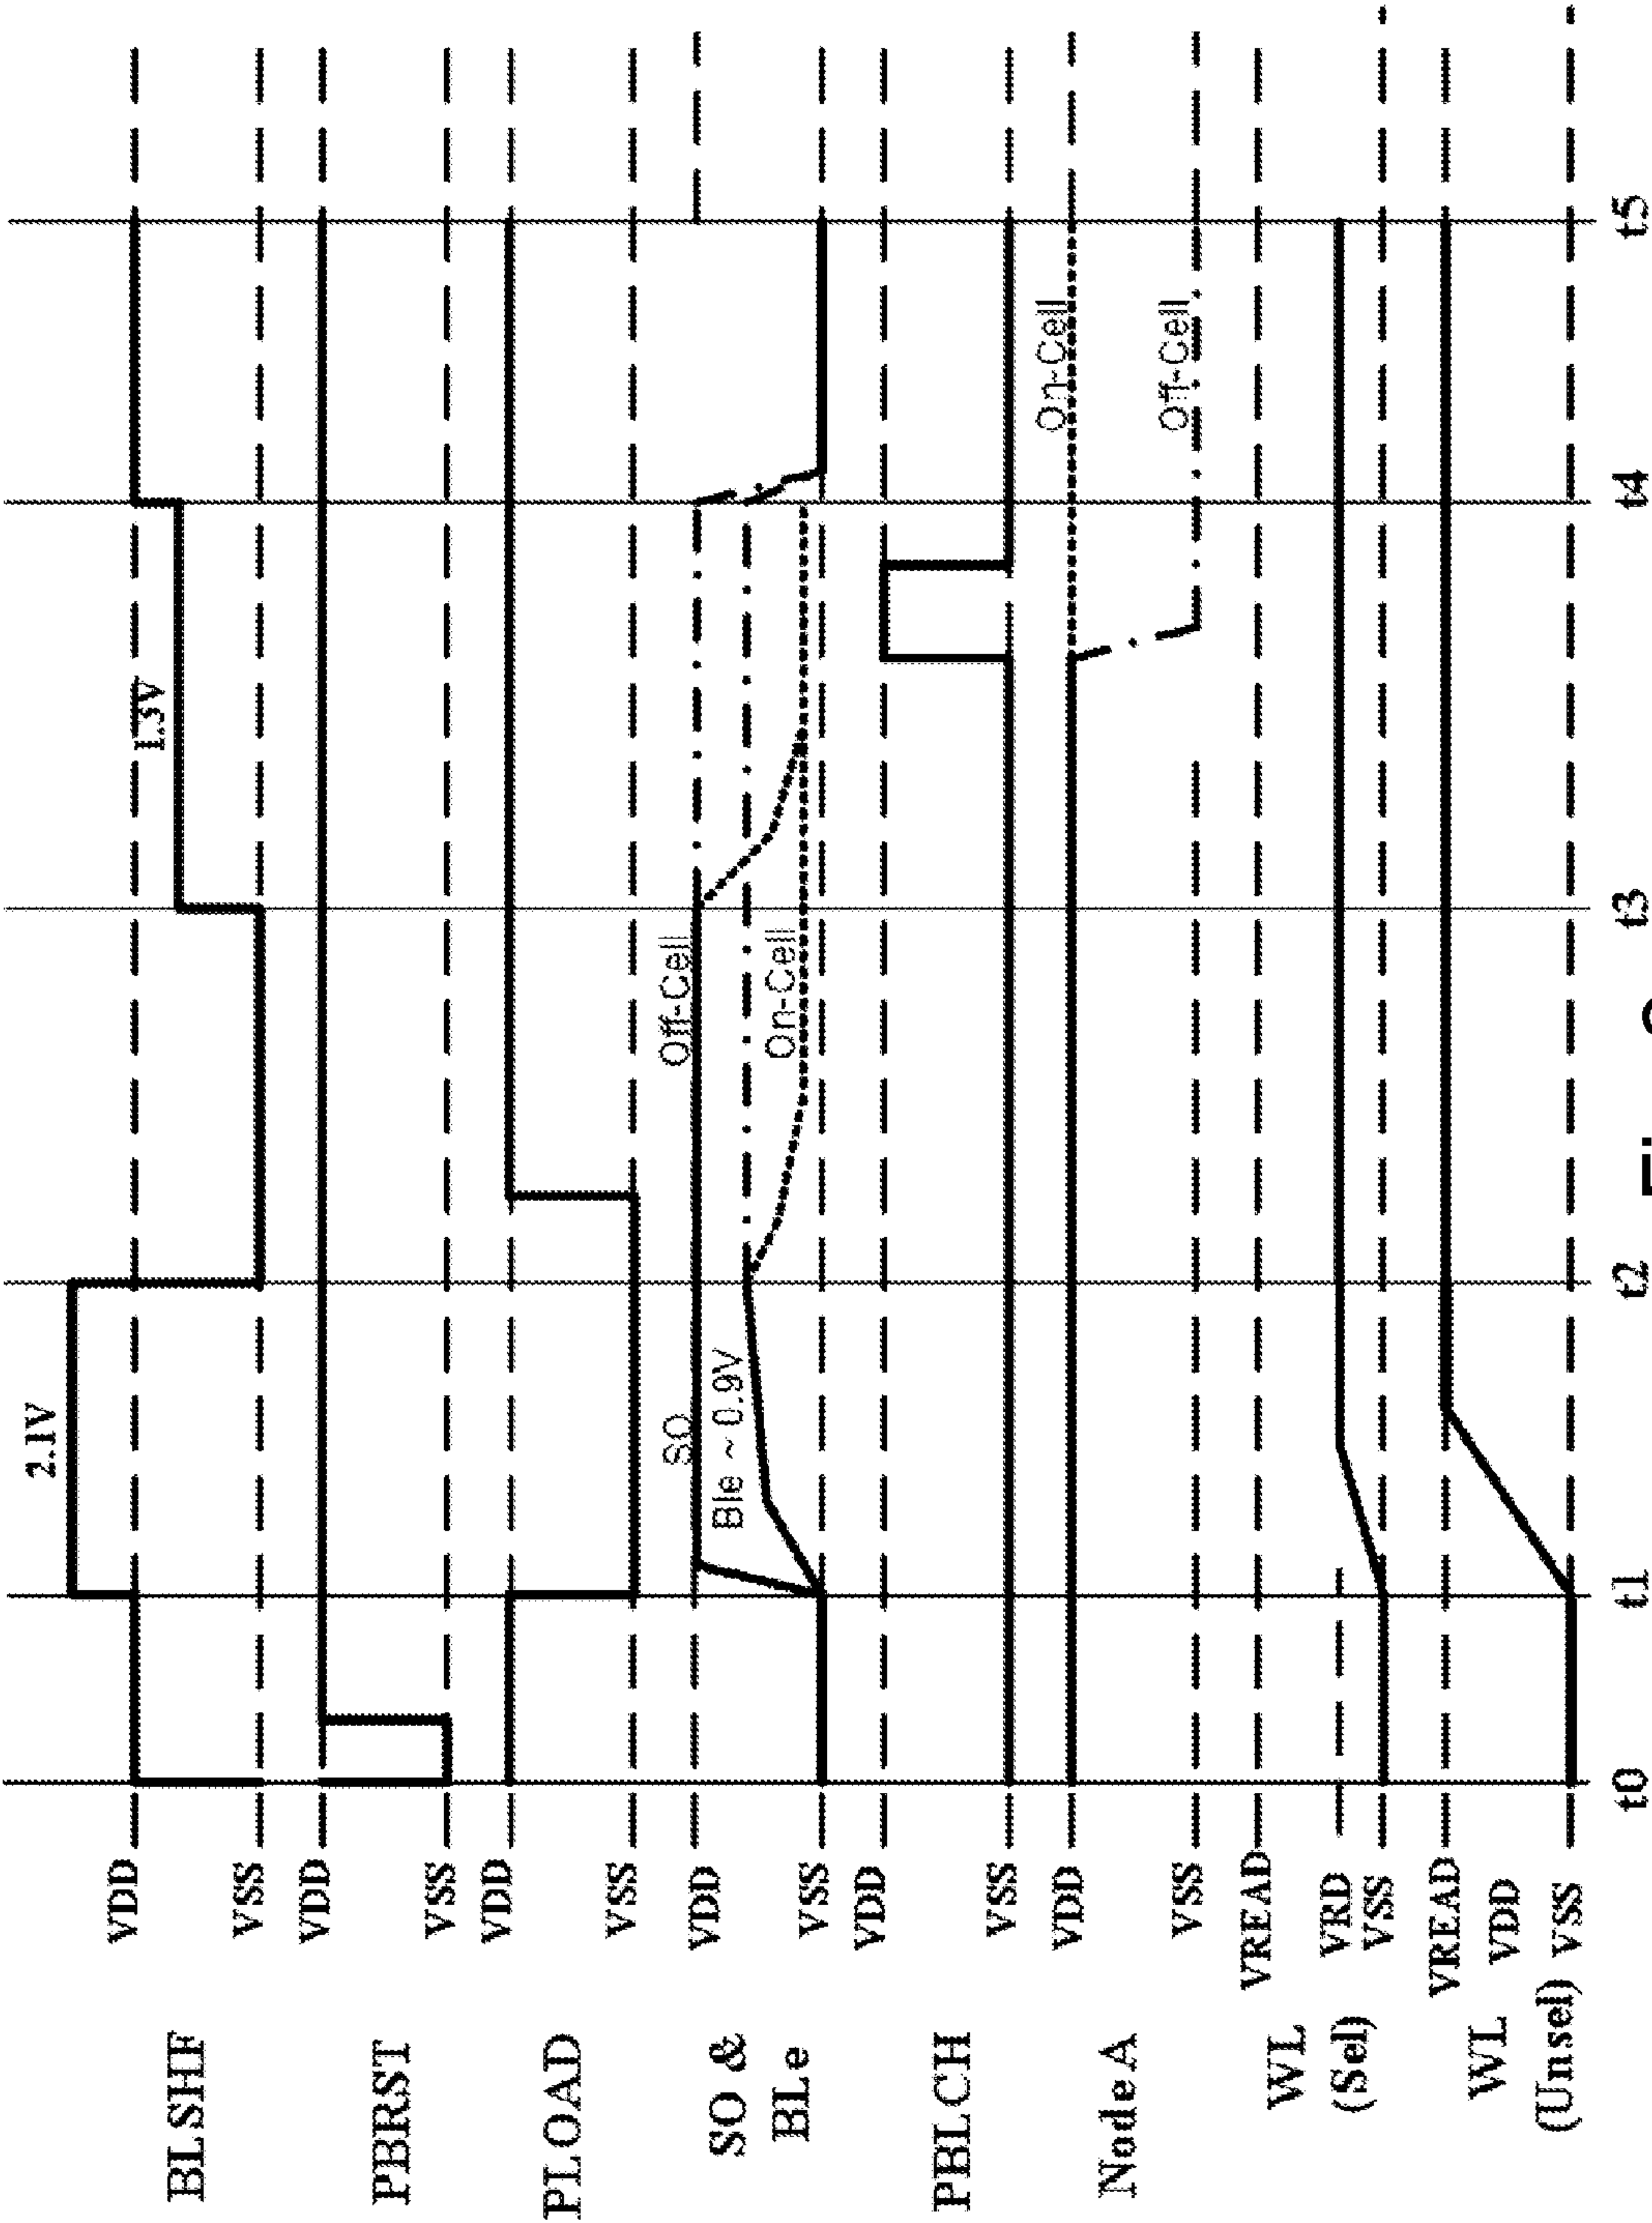 BLSHF
VDD
VSS
2.1V
1.3V
PBRST
VDD
VSS
PLOAD
VDD
VSS
SO &
BLe
VDD
VSS
SO
Ble ~ 0.9V
Off-Cell
On-Cell
PBLCH
VDD
VSS
Node A
VDD
VSS
On-Cell
Off-Cell
WL
(Sel)
VREAD
VRD
VSS
WL
(Unsel)
VREAD
VDD
VSS
t0 t1 t2 t3 t4 t5